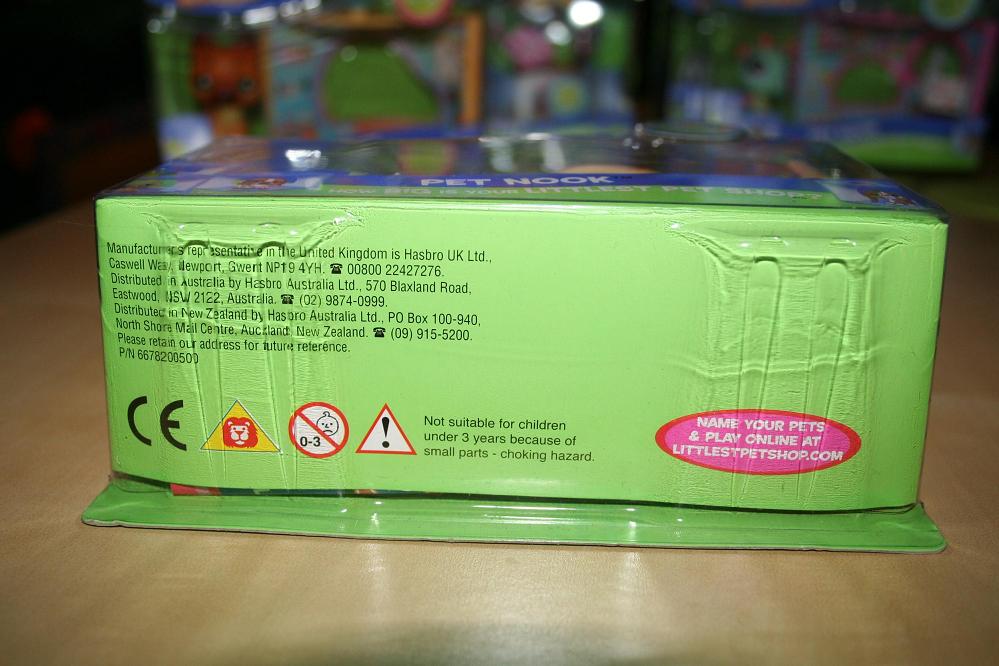 PET NOOK™
HOW BIG IS YOUR LITTLEST PET SHOP?
Manufacturer's representative in the United Kingdom is Hasbro UK Ltd.,
Caswell Way, Newport, Gwent NP19 4YH. ☎ 00800 22427276.
Distributed in Australia by Hasbro Australia Ltd., 570 Blaxland Road,
Eastwood, NSW 2122, Australia. ☎ (02) 9874-0999.
Distributed in New Zealand by Hasbro Australia Ltd., PO Box 100-940,
North Shore Mail Centre, Auckland, New Zealand. ☎ (09) 915-5200.
Please retain our address for future reference.
P/N 6678200500
CE
0-3
!
Not suitable for children
under 3 years because of
small parts - choking hazard.
NAME YOUR PETS
& PLAY ONLINE AT
LITTLESTPETSHOP.COM